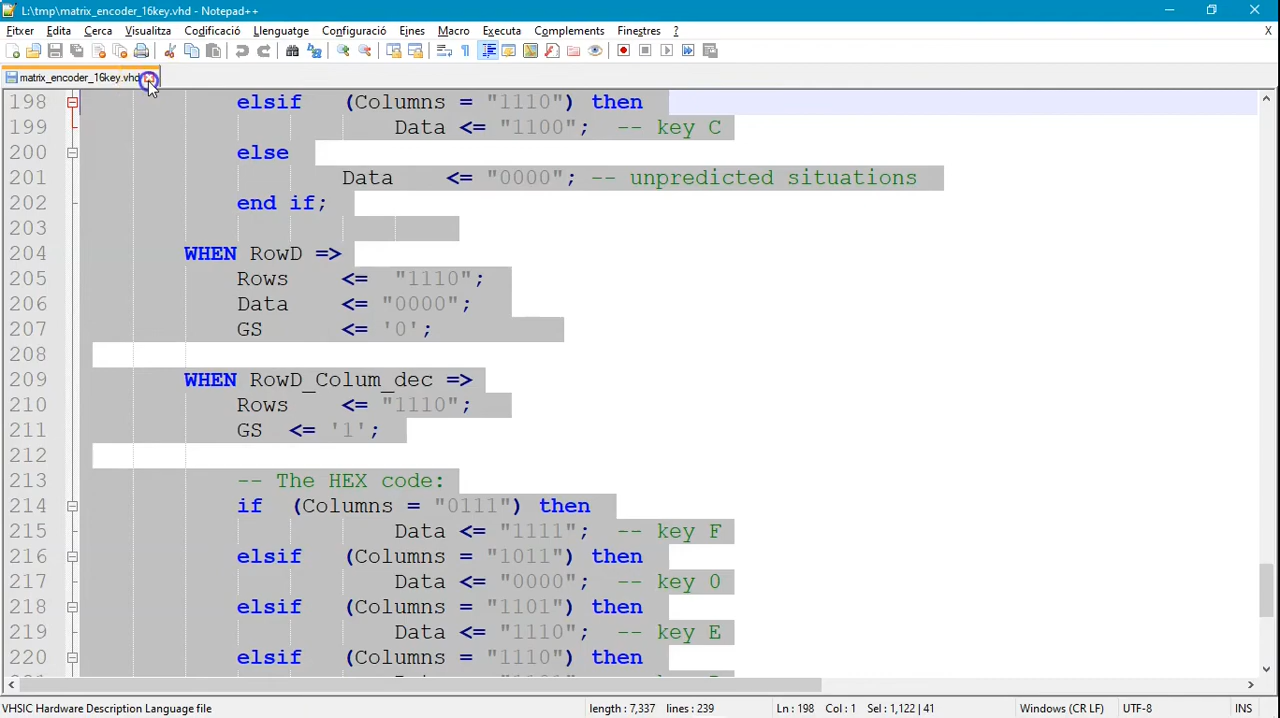 L:\tmp\matrix_encoder_16key.vhd - Notepad++
Fitxer Edita Cerca Visualitza Codificació Llenguatge Configuració Eines Macro Executa Complements Finestres ? X
matrix_encoder_16key.vhd
198 elsif (Columns = "1110") then
199 Data <= "1100"; -- key C
200 else
201 Data <= "0000"; -- unpredicted situations
202 end if;
203
204 WHEN RowD =>
205 Rows <= "1110";
206 Data <= "0000";
207 GS <= '0';
208
209 WHEN RowD_Colum_dec =>
210 Rows <= "1110";
211 GS <= '1';
212
213 -- The HEX code:
214 if (Columns = "0111") then
215 Data <= "1111"; -- key F
216 elsif (Columns = "1011") then
217 Data <= "0000"; -- key 0
218 elsif (Columns = "1101") then
219 Data <= "1110"; -- key E
220 elsif (Columns = "1110") then
VHSIC Hardware Description Language file length : 7,337 lines : 239 Ln : 198 Col : 1 Sel : 1,122 | 41 Windows (CR LF) UTF-8 INS